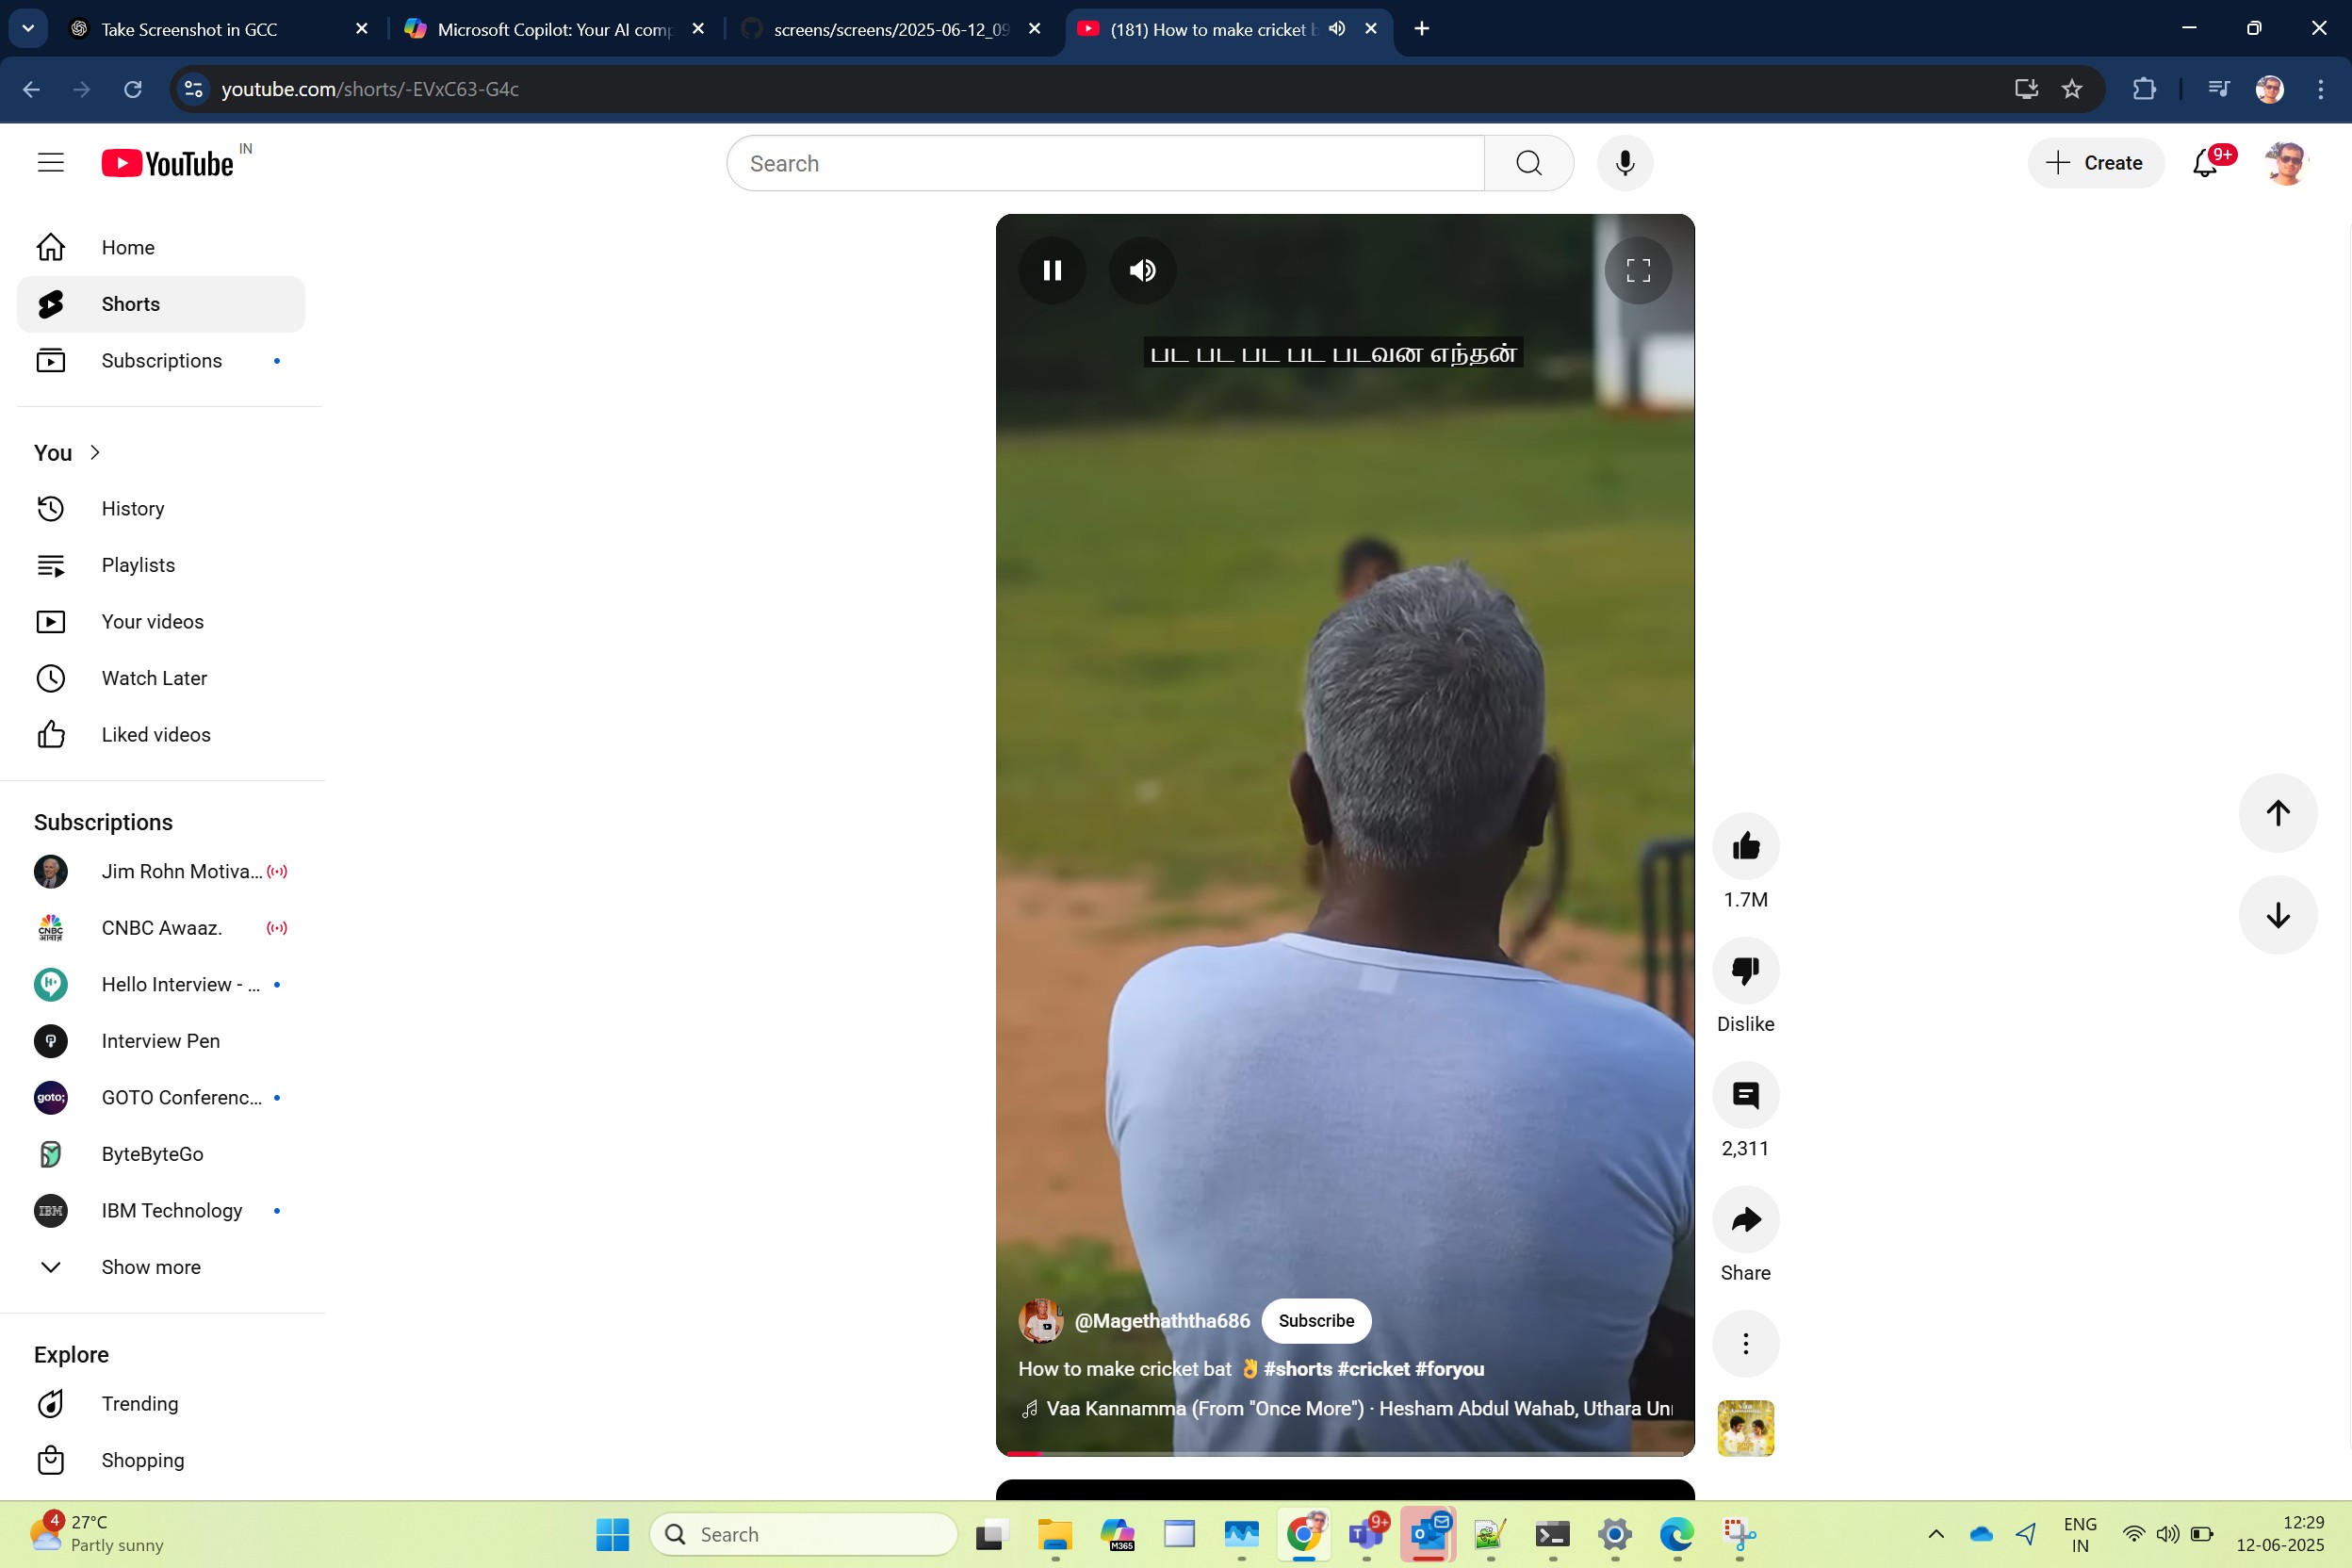 Take Screenshot in GCC
Microsoft Copilot: Your AI comp
screens/screens/2025-06-12_09
(181) How to make cricket b
youtube.com/shorts/-EVxC63-G4c
YouTube IN
Search
Create
9+
Home
Shorts
Subscriptions
பட பட பட பட படவன எந்தன்
You
History
Playlists
Your videos
Watch Later
Liked videos
Subscriptions
Jim Rohn Motiva...
CNBC Awaaz.
Hello Interview - ...
Interview Pen
goto; GOTO Conferenc...
ByteByteGo
IBM IBM Technology
Show more
Explore
Trending
Shopping
1.7M
Dislike
2,311
Share
@Magethaththa686 Subscribe
How to make cricket bat 👌 #shorts #cricket #foryou
Vaa Kannamma (From "Once More") · Hesham Abdul Wahab, Uthara Un
4 27°C
Partly sunny
Search
M365
9+
ENG
IN
12:29
12-06-2025